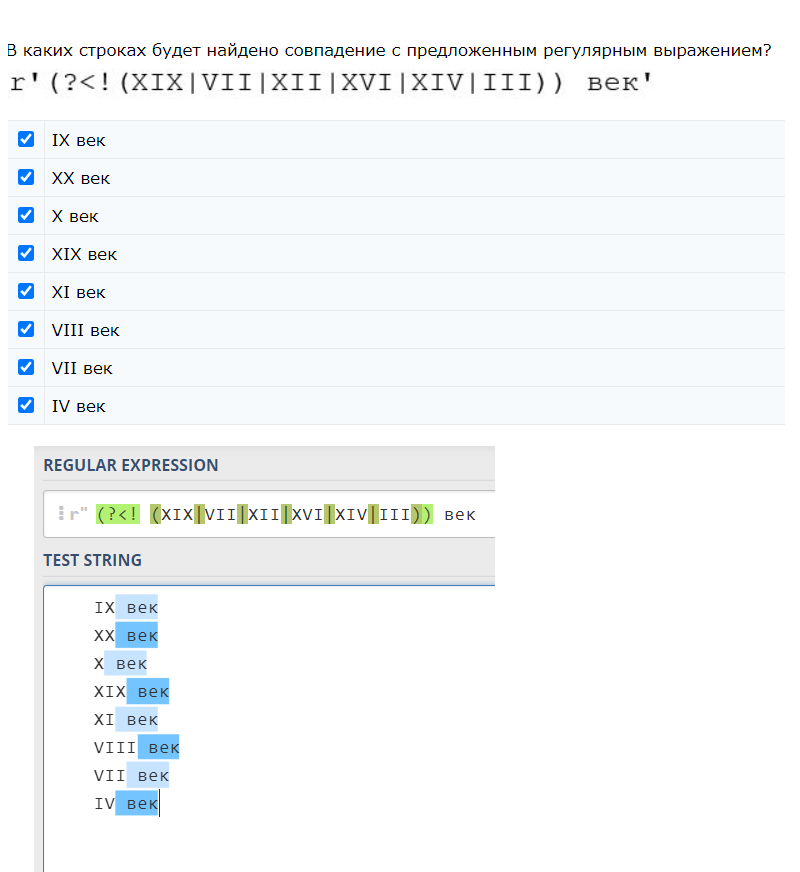 В каких строках будет найдено совпадение с предложенным регулярным выражением?
r'(?<!(XIX|VII|XII|XVI|XIV|III)) век'
IX век
XX век
X век
XIX век
XI век
VIII век
VII век
IV век
REGULAR EXPRESSION
r" (?<! (XIX|VII|XII|XVI|XIV|III)) век
TEST STRING
IX век
XX век
X век
XIX век
XI век
VIII век
VII век
IV век